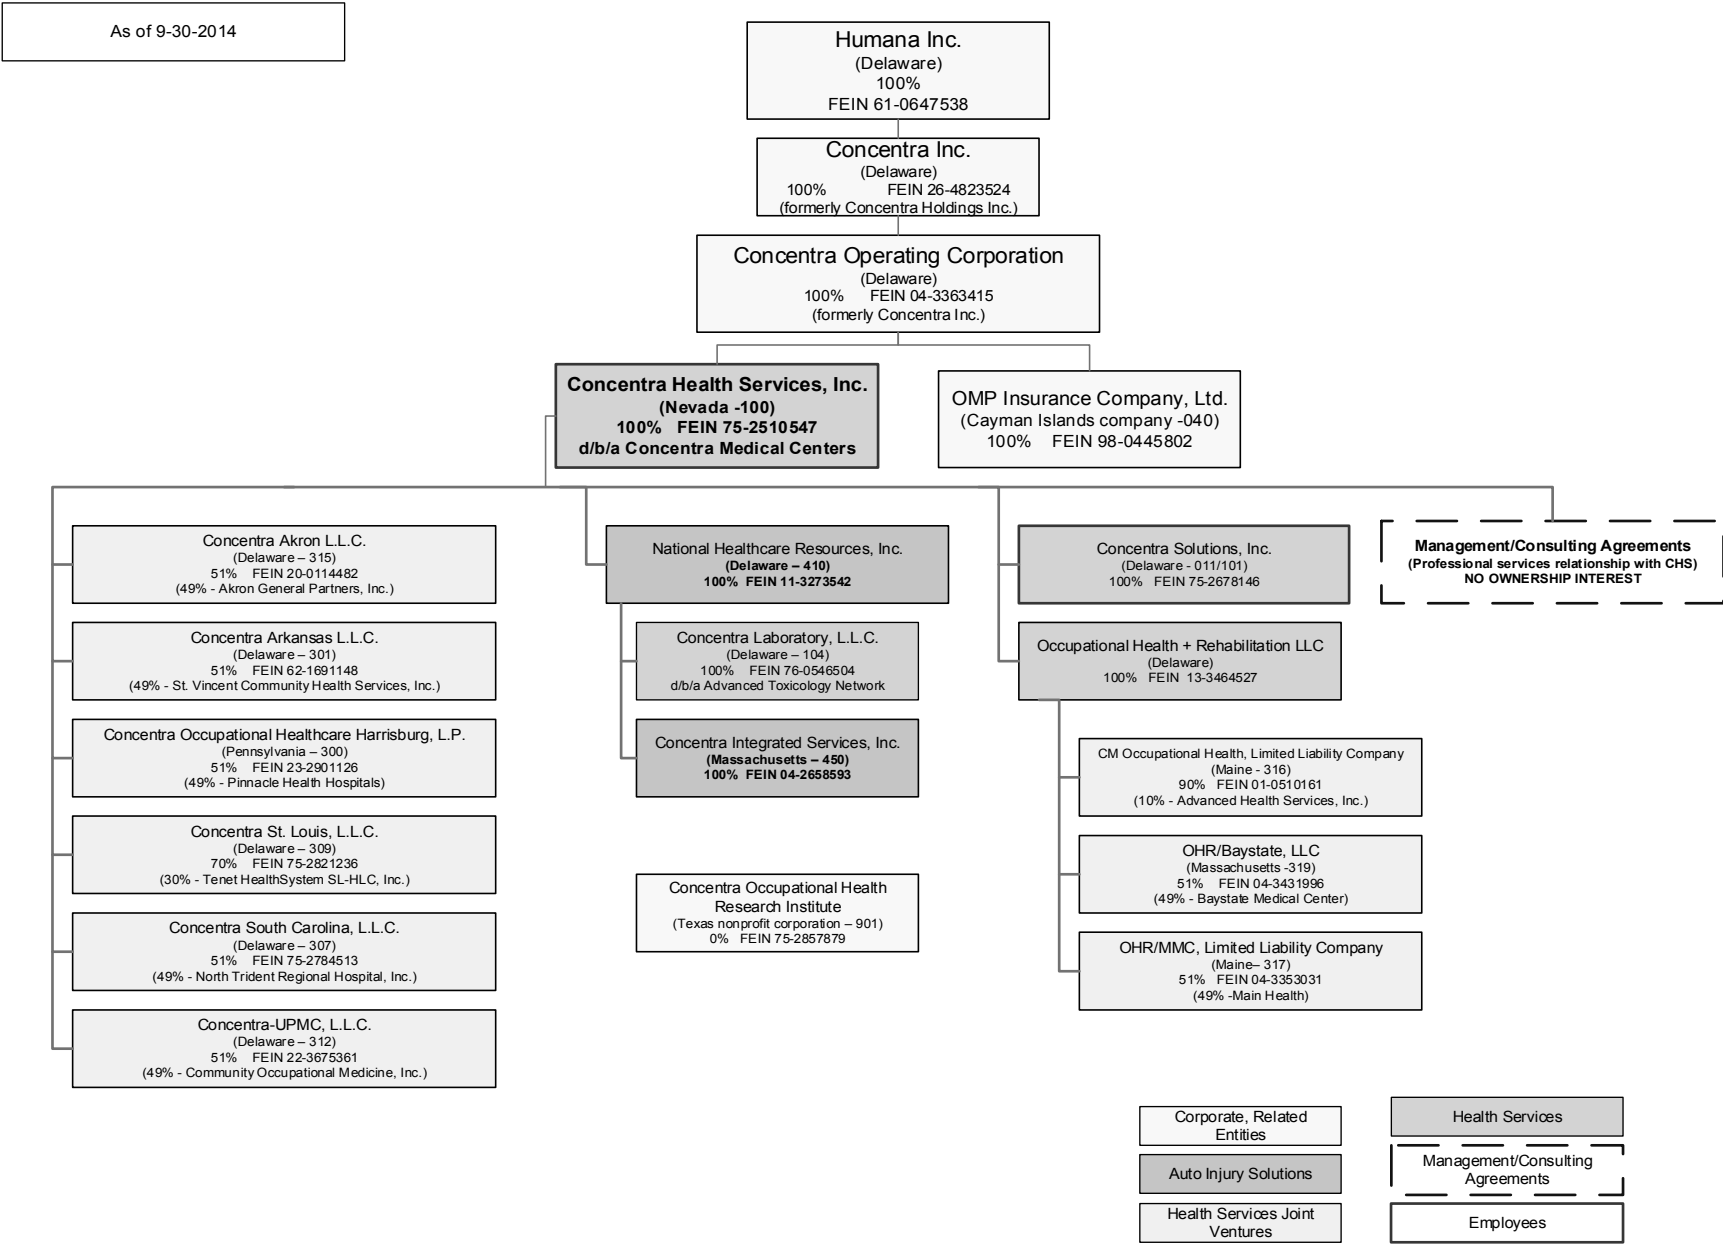 As of 9-30-2014
Humana Inc.
(Delaware)
100%
FEIN 61-0647538
Concentra Inc.
(Delaware)
100% FEIN 26-4823524
(formerly Concentra Holdings Inc.)
Concentra Operating Corporation
(Delaware)
100% FEIN 04-3363415
(formerly Concentra Inc.)
Concentra Health Services, Inc.
(Nevada -100)
100% FEIN 75-2510547
d/b/a Concentra Medical Centers
OMP Insurance Company, Ltd.
(Cayman Islands company -040)
100% FEIN 98-0445802
Concentra Akron L.L.C.
(Delaware – 315)
51% FEIN 20-0114482
(49% - Akron General Partners, Inc.)
Concentra Arkansas L.L.C.
(Delaware – 301)
51% FEIN 62-1691148
(49% - St. Vincent Community Health Services, Inc.)
Concentra Occupational Healthcare Harrisburg, L.P.
(Pennsylvania – 300)
51% FEIN 23-2901126
(49% - Pinnacle Health Hospitals)
Concentra St. Louis, L.L.C.
(Delaware – 309)
70% FEIN 75-2821236
(30% - Tenet HealthSystem SL-HLC, Inc.)
Concentra South Carolina, L.L.C.
(Delaware – 307)
51% FEIN 75-2784513
(49% - North Trident Regional Hospital, Inc.)
Concentra-UPMC, L.L.C.
(Delaware – 312)
51% FEIN 22-3675361
(49% - Community Occupational Medicine, Inc.)
National Healthcare Resources, Inc.
(Delaware – 410)
100% FEIN 11-3273542
Concentra Laboratory, L.L.C.
(Delaware – 104)
100% FEIN 76-0546504
d/b/a Advanced Toxicology Network
Concentra Integrated Services, Inc.
(Massachusetts – 450)
100% FEIN 04-2658593
Concentra Occupational Health
Research Institute
(Texas nonprofit corporation – 901)
0% FEIN 75-2857879
Concentra Solutions, Inc.
(Delaware - 011/101)
100% FEIN 75-2678146
Occupational Health + Rehabilitation LLC
(Delaware)
100% FEIN 13-3464527
CM Occupational Health, Limited Liability Company
(Maine - 316)
90% FEIN 01-0510161
(10% - Advanced Health Services, Inc.)
OHR/Baystate, LLC
(Massachusetts -319)
51% FEIN 04-3431996
(49% - Baystate Medical Center)
OHR/MMC, Limited Liability Company
(Maine– 317)
51% FEIN 04-3353031
(49% -Main Health)
Management/Consulting Agreements
(Professional services relationship with CHS)
NO OWNERSHIP INTEREST
Corporate, Related
Entities
Auto Injury Solutions
Health Services Joint
Ventures
Health Services
Management/Consulting
Agreements
Employees